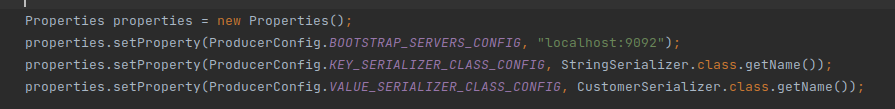 Properties properties = new Properties();
properties.setProperty(ProducerConfig.BOOTSTRAP_SERVERS_CONFIG, "localhost:9092");
properties.setProperty(ProducerConfig.KEY_SERIALIZER_CLASS_CONFIG, StringSerializer.class.getName());
properties.setProperty(ProducerConfig.VALUE_SERIALIZER_CLASS_CONFIG, CustomerSerializer.class.getName());